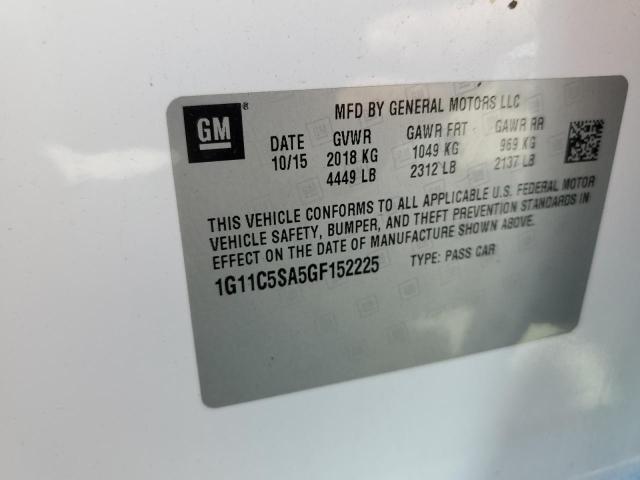 GM ®
MFD BY GENERAL MOTORS LLC
DATE GVWR GAWR FRT GAWR RR
10/15 2018 KG 1049 KG 969 KG
4449 LB 2312 LB 2137 LB
THIS VEHICLE CONFORMS TO ALL APPLICABLE U.S. FEDERAL MOTOR
VEHICLE SAFETY, BUMPER, AND THEFT PREVENTION STANDARDS IN
EFFECT ON THE DATE OF MANUFACTURE SHOWN ABOVE.
1G11C5SA5GF152225 TYPE: PASS CAR